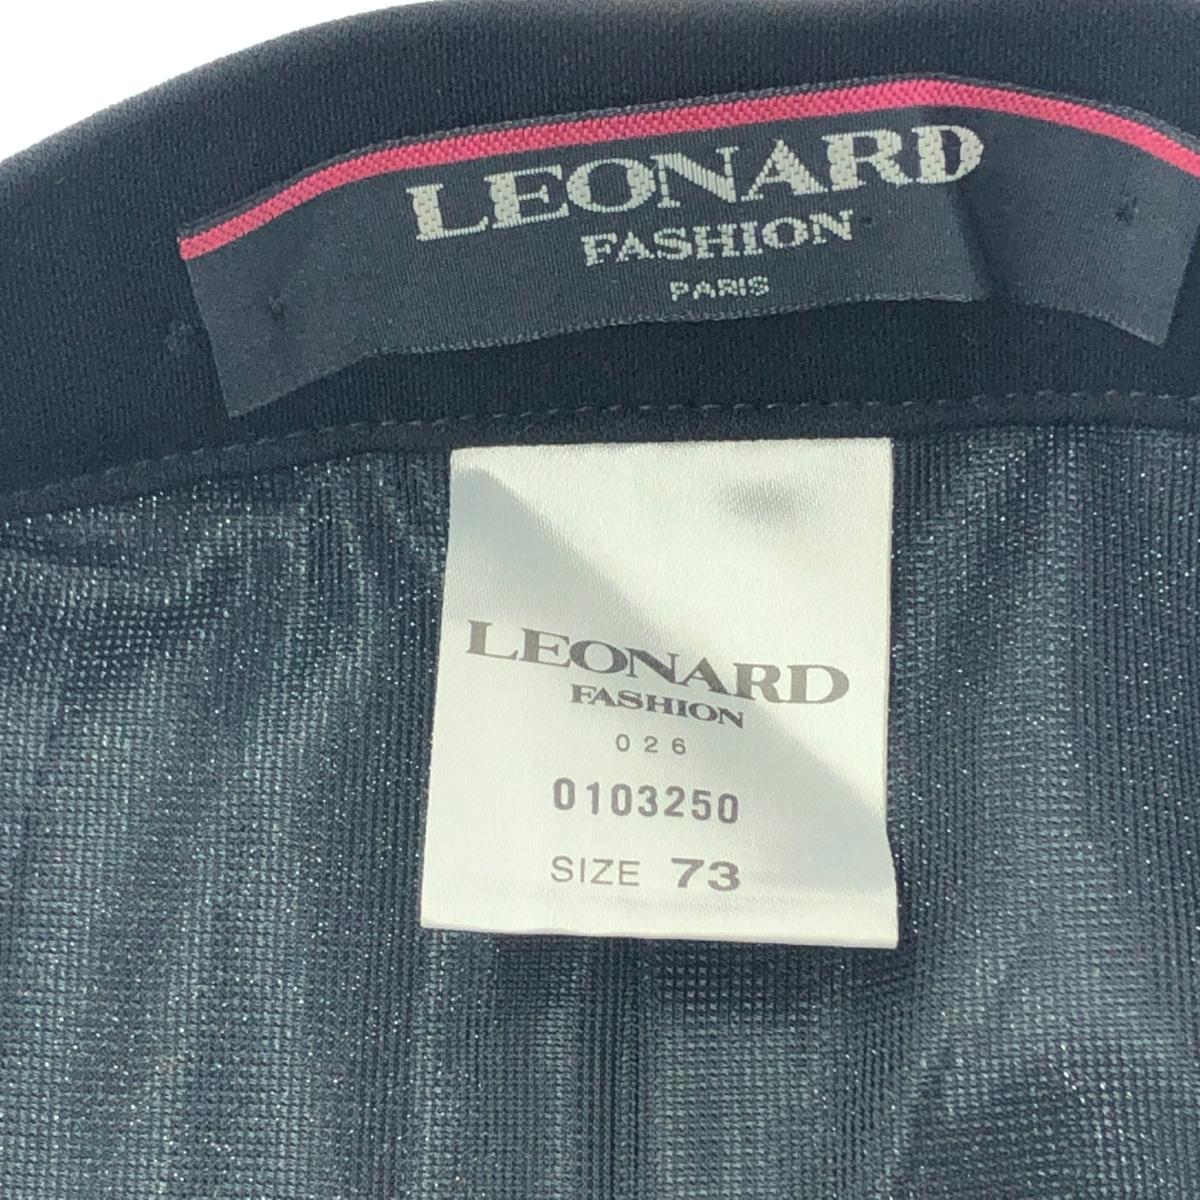 LEONARD
FASHION
PARIS
LEONARD
FASHION
026
0103250
SIZE 73